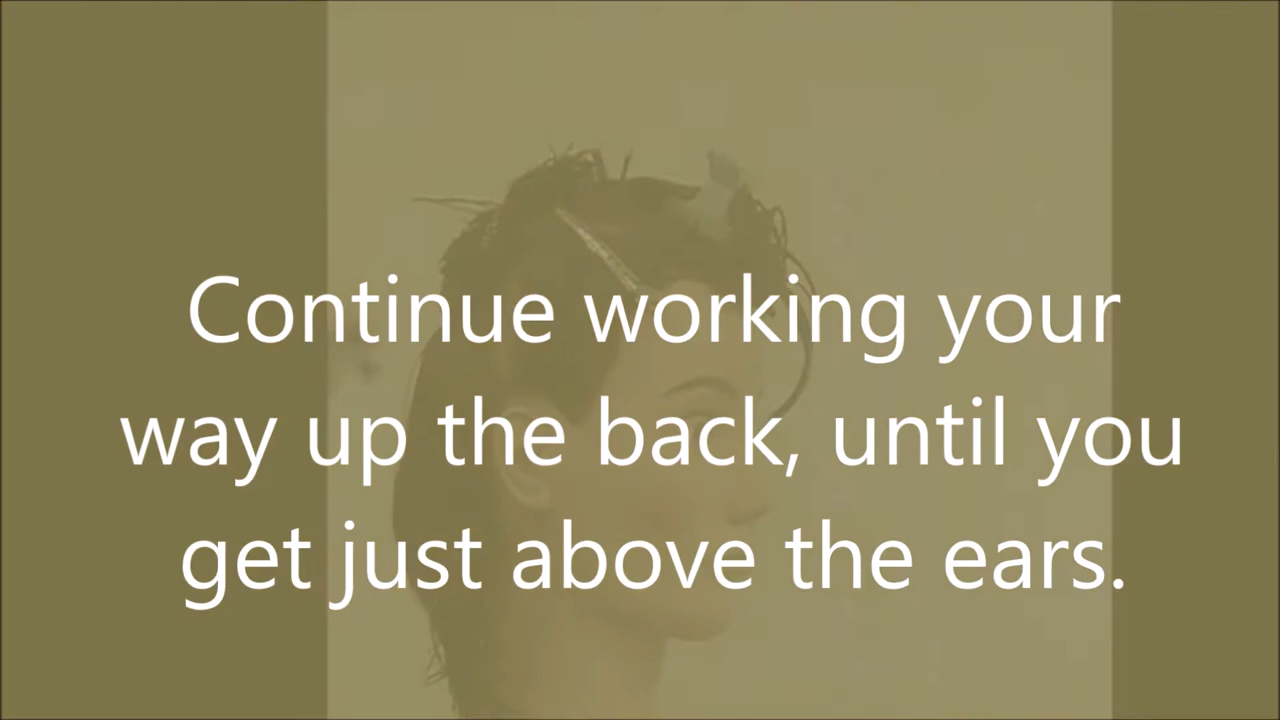 Continue working your
way up the back, until you
get just above the ears.